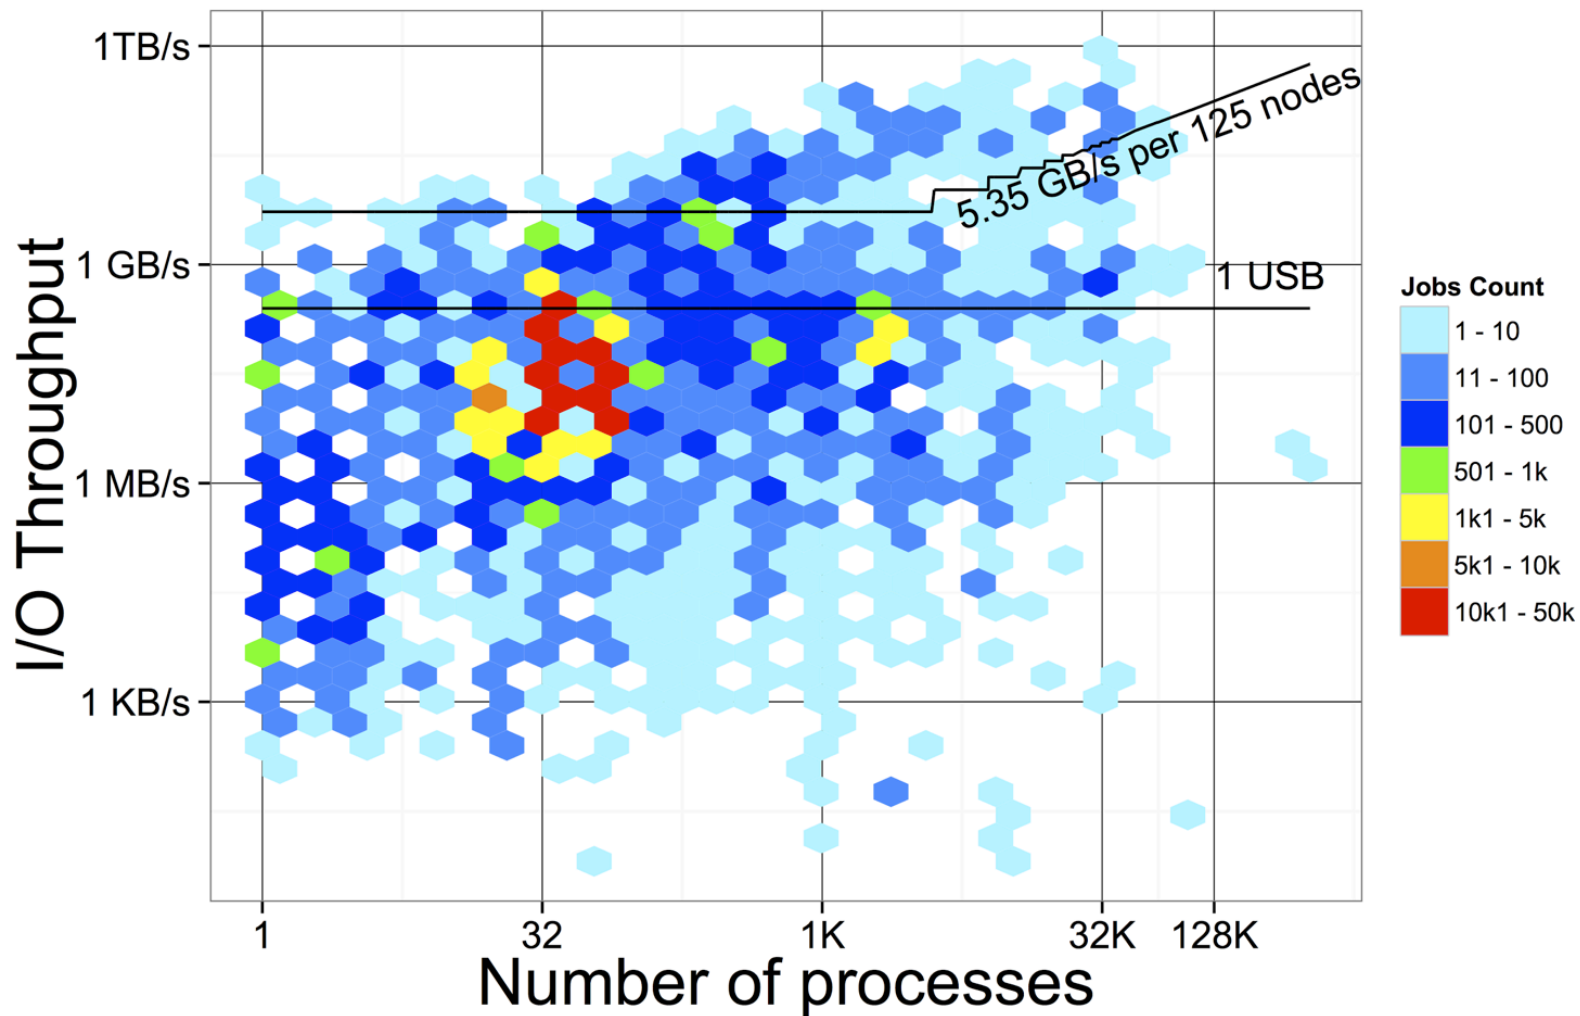 I/O Throughput
1TB/s
1 GB/s
1 MB/s
1 KB/s
5.35 GB/s per 125 nodes
1 USB
1
32
1K
32K
128K
Number of processes
Jobs Count
1 - 10
11 - 100
101 - 500
501 - 1k
1k1 - 5k
5k1 - 10k
10k1 - 50k